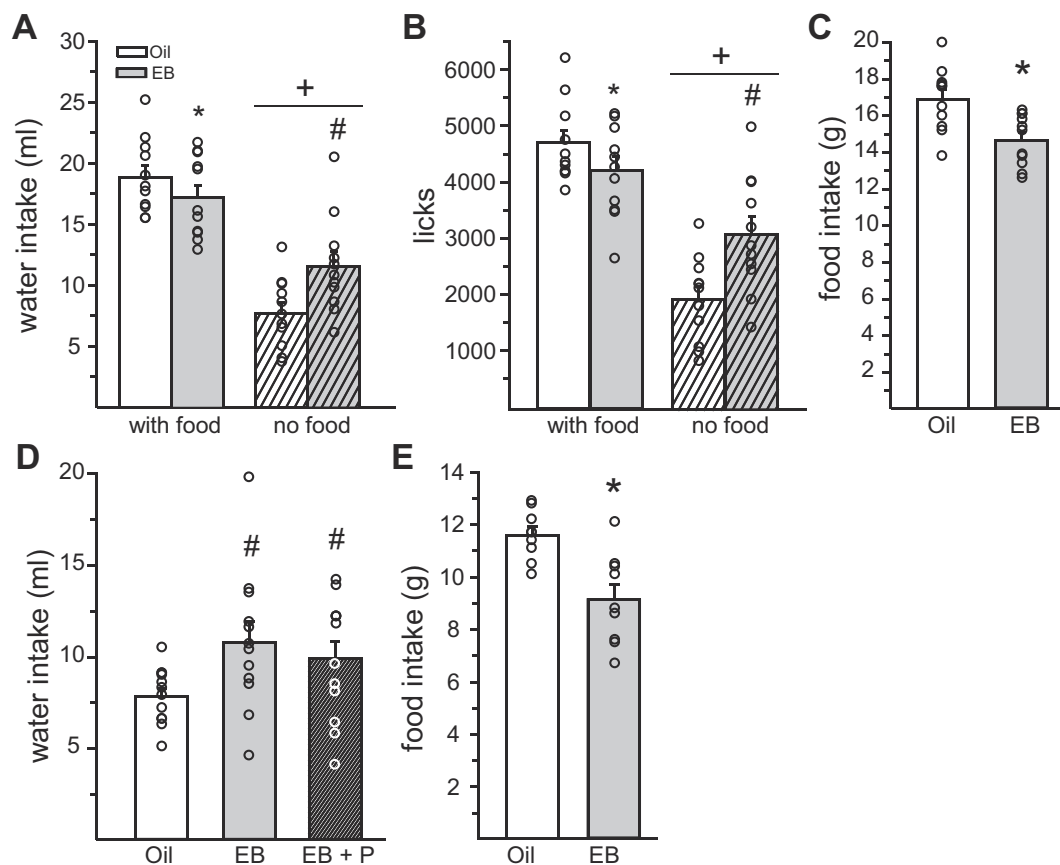 A
water intake (ml)
30
25
20
15
10
5
Oil
EB
*
+
#
with food
no food
B
licks
6000
5000
4000
3000
2000
1000
*
+
#
with food
no food
C
food intake (g)
20
18
16
14
12
10
8
6
4
2
*
Oil
EB
D
water intake (ml)
20
15
10
5
#
#
Oil
EB
EB + P
E
food intake (g)
14
12
10
8
6
4
2
*
Oil
EB